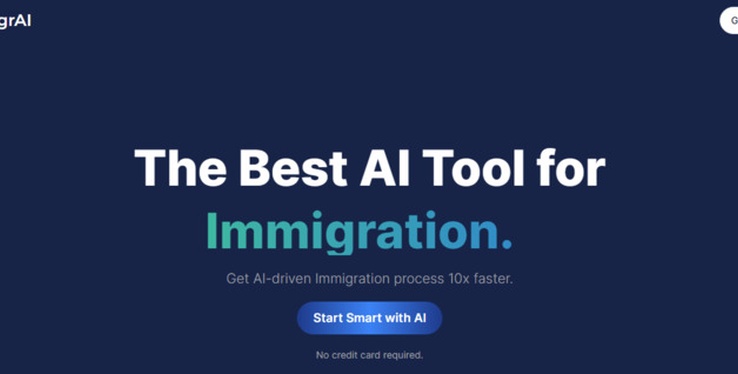 grAI
G
The Best AI Tool for
Immigration.
Get AI-driven Immigration process 10x faster.
Start Smart with AI
No credit card required.